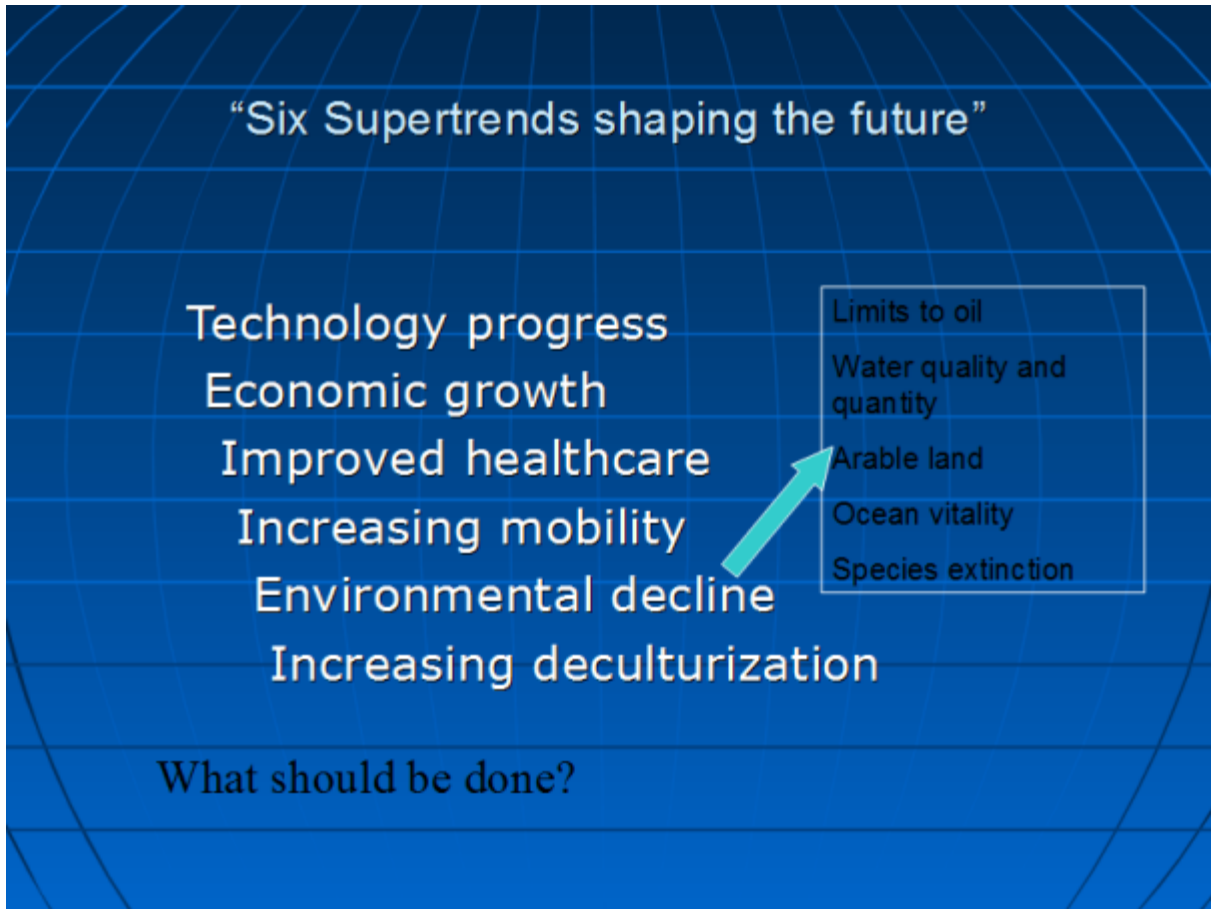 “Six Supertrends shaping the future”
Technology progress
Economic growth
Improved healthcare
Increasing mobility
Environmental decline
Increasing deculturization
Limits to oil
Water quality and
quantity
Arable land
Ocean vitality
Species extinction
What should be done?